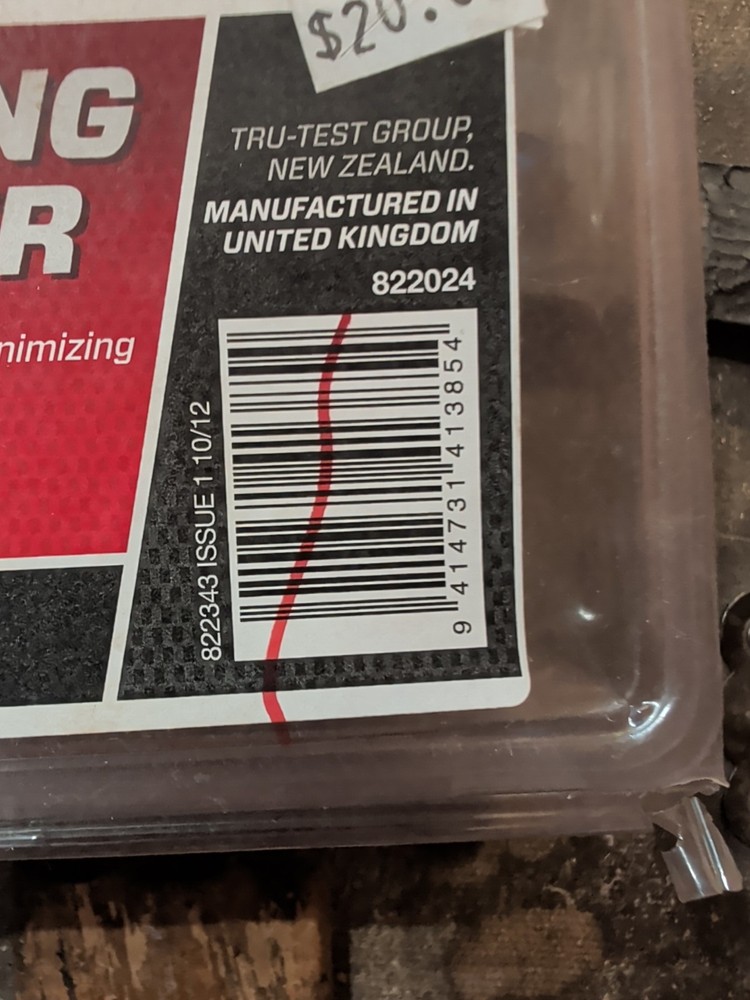 $20.
NG
R
nimizing
TRU-TEST GROUP,
NEW ZEALAND.
MANUFACTURED IN
UNITED KINGDOM
822024
822343 ISSUE 1 10/12
9 414731 413854